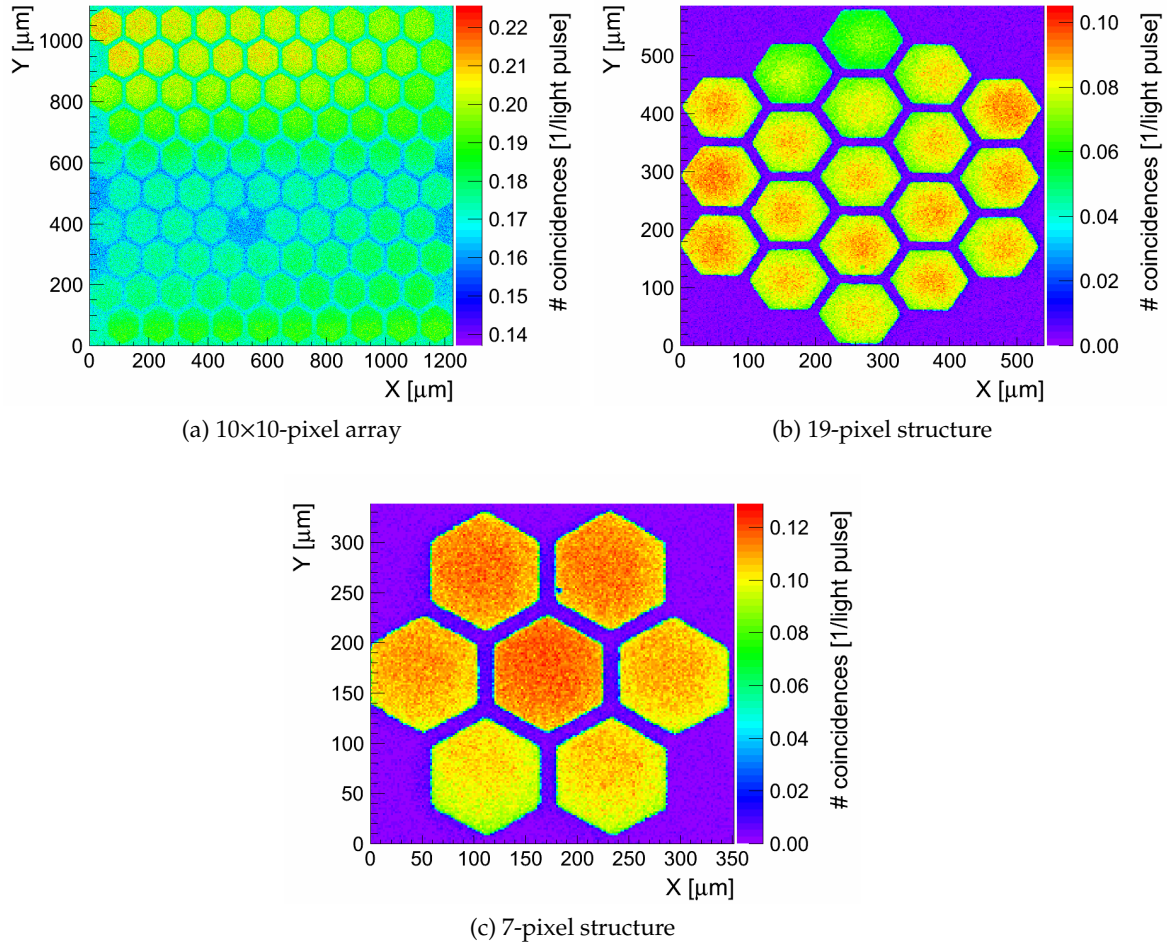 Y [μm]
1000
800
600
400
200
0
0 200 400 600 800 1000 1200
X [μm]
0.22
0.21
0.20
0.19
0.18
0.17
0.16
0.15
0.14
# coincidences [1/light pulse]
(a) 10×10-pixel array
Y [μm]
500
400
300
200
100
0
0 100 200 300 400 500
X [μm]
0.10
0.08
0.06
0.04
0.02
0.00
# coincidences [1/light pulse]
(b) 19-pixel structure
Y [μm]
300
250
200
150
100
50
0
0 50 100 150 200 250 300 350
X [μm]
0.12
0.10
0.08
0.06
0.04
0.02
0.00
# coincidences [1/light pulse]
(c) 7-pixel structure